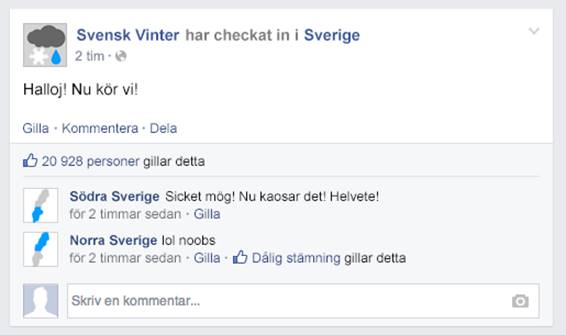 Svensk Vinter har checkat in i Sverige
2 tim ·
Halloj! Nu kör vi!
Gilla · Kommentera · Dela
20 928 personer gillar detta
Södra Sverige Sicket mög! Nu kaosar det! Helvete!
för 2 timmar sedan · Gilla
Norra Sverige lol noobs
för 2 timmar sedan · Gilla · Dålig stämning gillar detta
Skriv en kommentar...